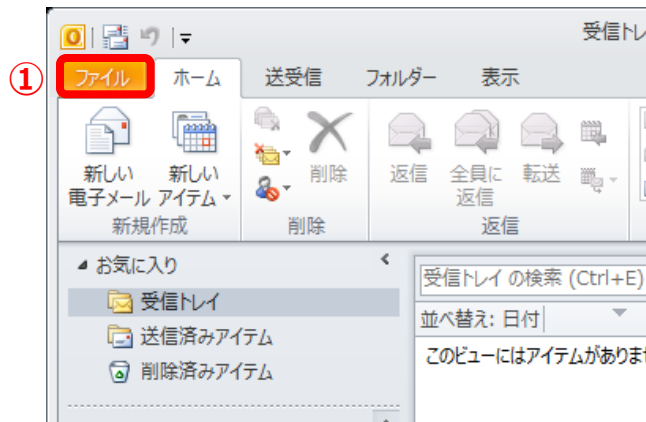 受信トレ
①
ファイル ホーム 送受信 フォルダー 表示
新しい 新しい 削除 返信 全員に 転送
電子メール アイテム 返信
新規作成 削除 返信
お気に入り
受信トレイ
送信済みアイテム
削除済みアイテム
受信トレイ の検索 (Ctrl+E)
並べ替え: 日付
このビューにはアイテムがありま